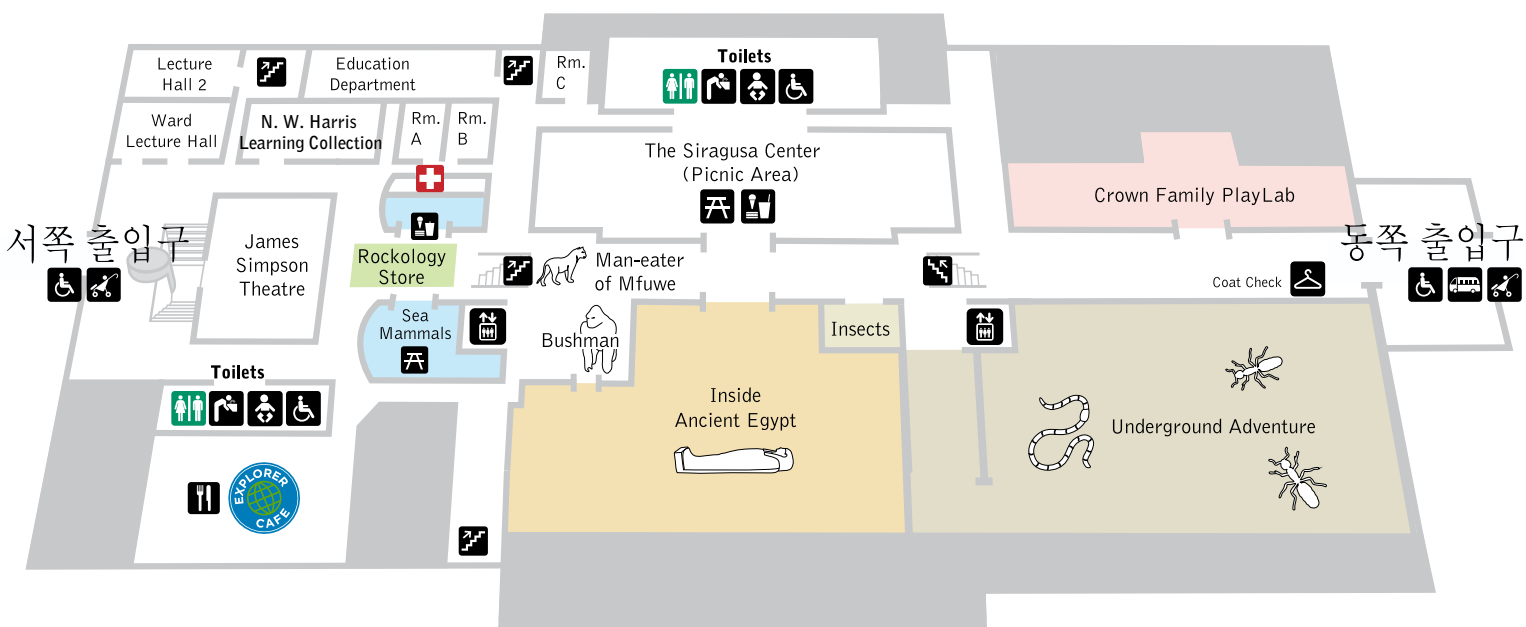 Lecture
Hall 2
Education
Department
Rm.
C
Toilets
Ward
Lecture Hall
N. W. Harris
Learning Collection
Rm.
A
Rm.
B
The Siragusa Center
(Picnic Area)
Crown Family PlayLab
서쪽 출입구
James
Simpson
Theatre
Rockology
Store
Man-eater
of Mfuwe
동쪽 출입구
Coat Check
Sea
Mammals
Bushman
Insects
Toilets
Inside
Ancient Egypt
Underground Adventure
EXPLORER
CAFE